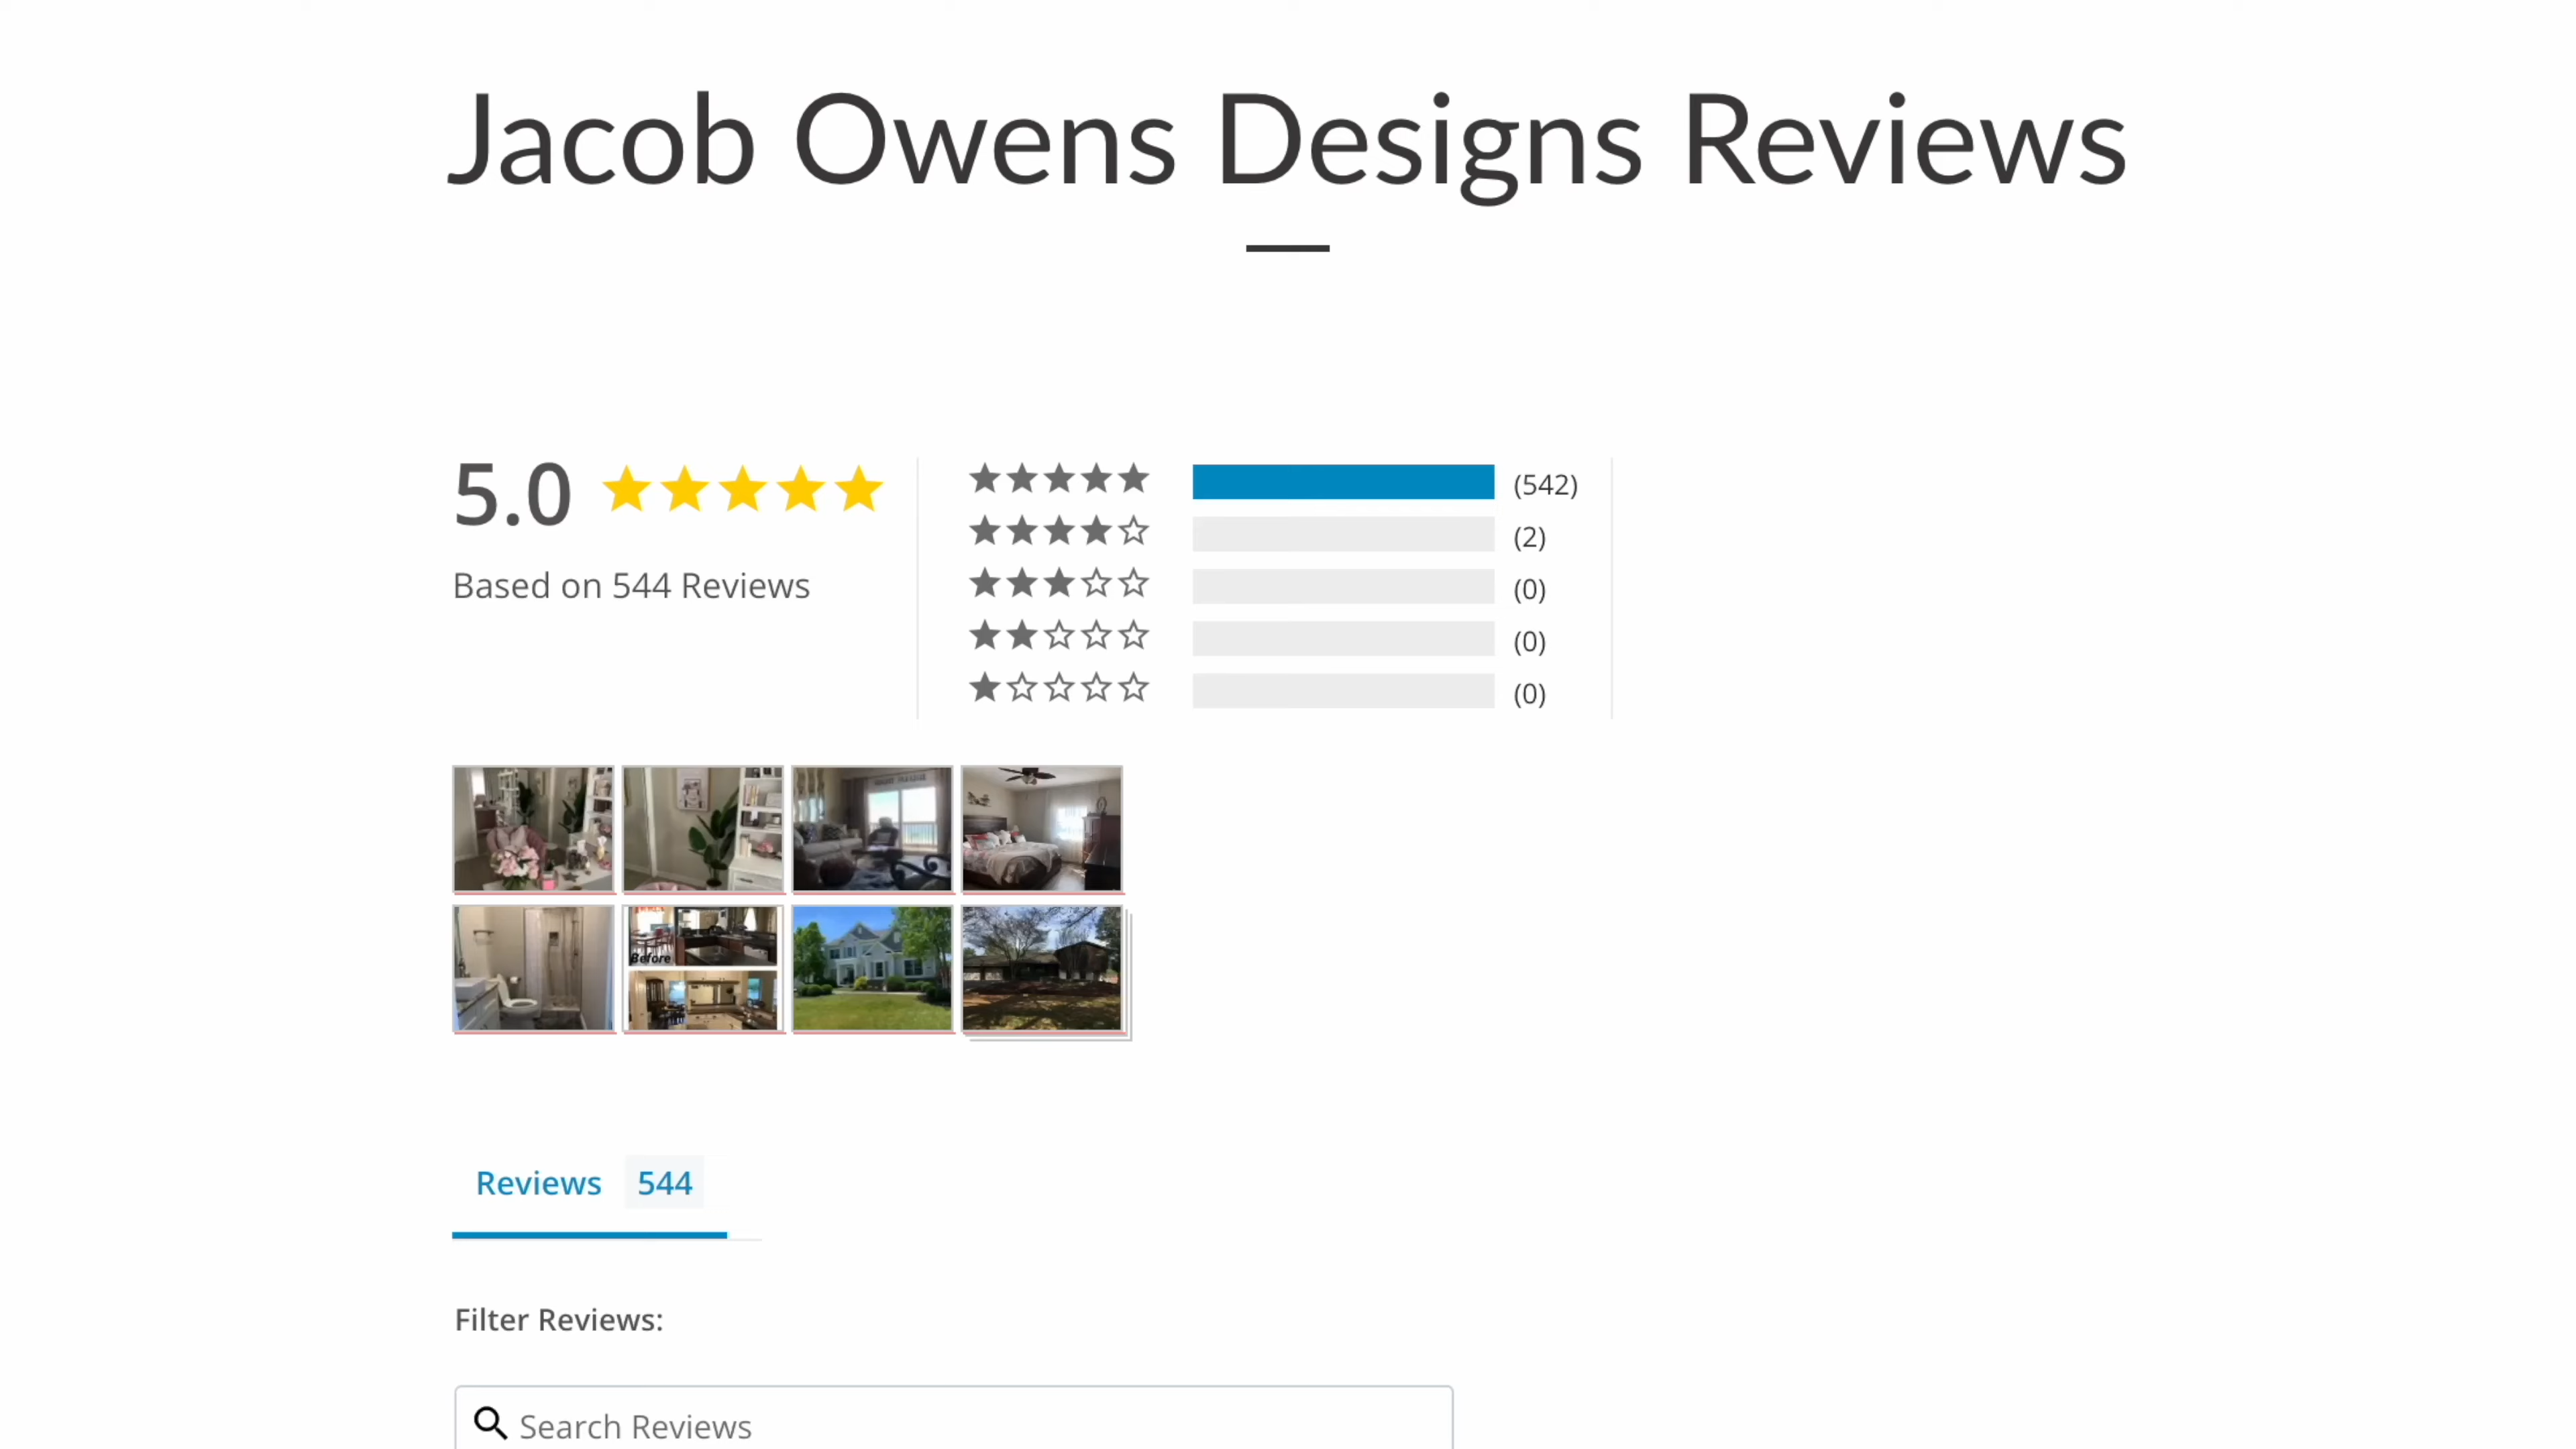 Jacob Owens Designs Reviews
5.0
Based on 544 Reviews
(542)
(2)
(0)
(0)
(0)
Before
Reviews 544
Filter Reviews:
Search Reviews